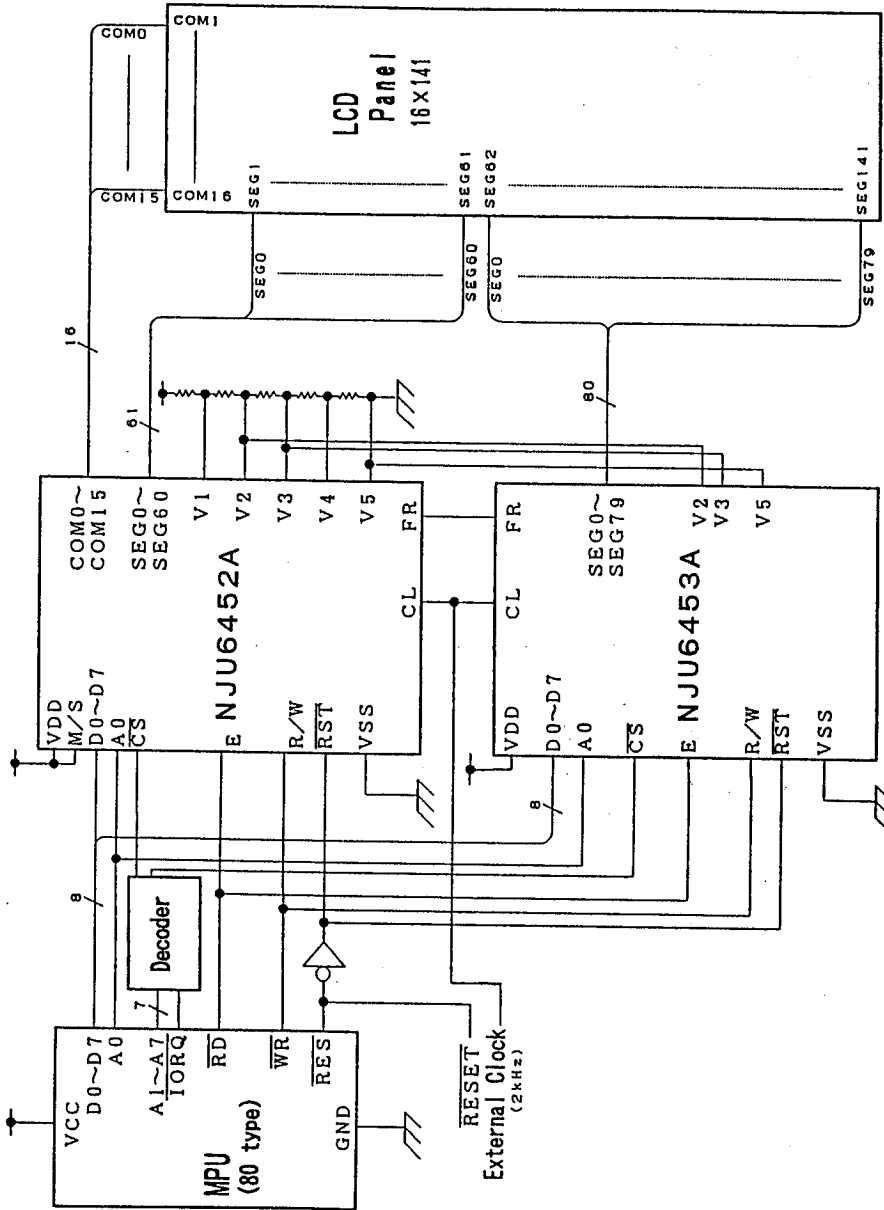 VCC
D0~D7
A0
A1~A7
IORQ
RD
WR
RES
GND
MPU
(80 type)
7
Decoder
8
RESET
External Clock
(2kHz)
VDD
M/S
D0~D7
A0
CS
E
R/W
RST
VSS
NJU6452A
COM0~
COM15
SEG0~
SEG60
V1
V2
V3
V4
V5
FR
CL
16
61
8
VDD
D0~D7
A0
CS
E
R/W
RST
VSS
NJU6453A
CL
FR
SEG0~
SEG79
V2
V3
V5
80
COM0
COM15
SEG0
SEG60
SEG0
SEG79
COM1
COM16
SEG1
SEG61
SEG62
SEG141
LCD
Panel
16×141